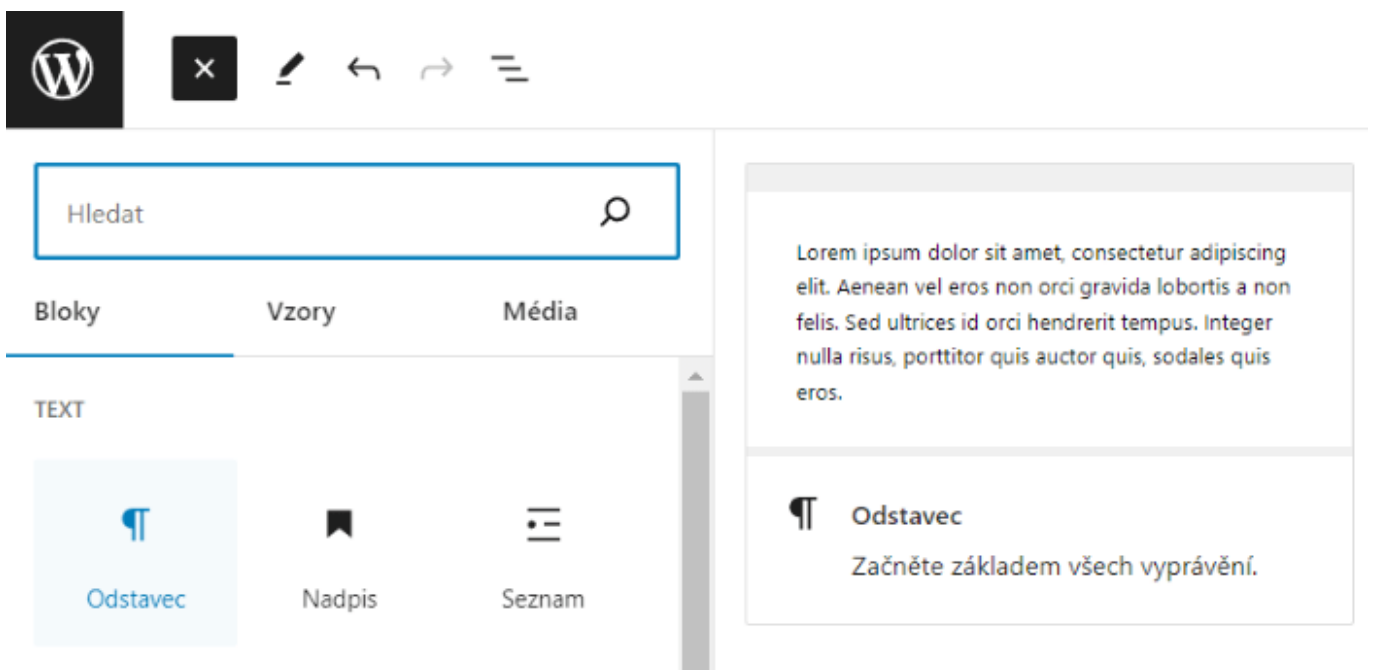 Hledat
Bloky Vzory Média
TEXT
Odstavec Nadpis Seznam
Lorem ipsum dolor sit amet, consectetur adipiscing
elit. Aenean vel eros non orci gravida lobortis a non
felis. Sed ultrices id orci hendrerit tempus. Integer
nulla risus, porttitor quis auctor quis, sodales quis
eros.
Odstavec
Začněte základem všech vyprávění.